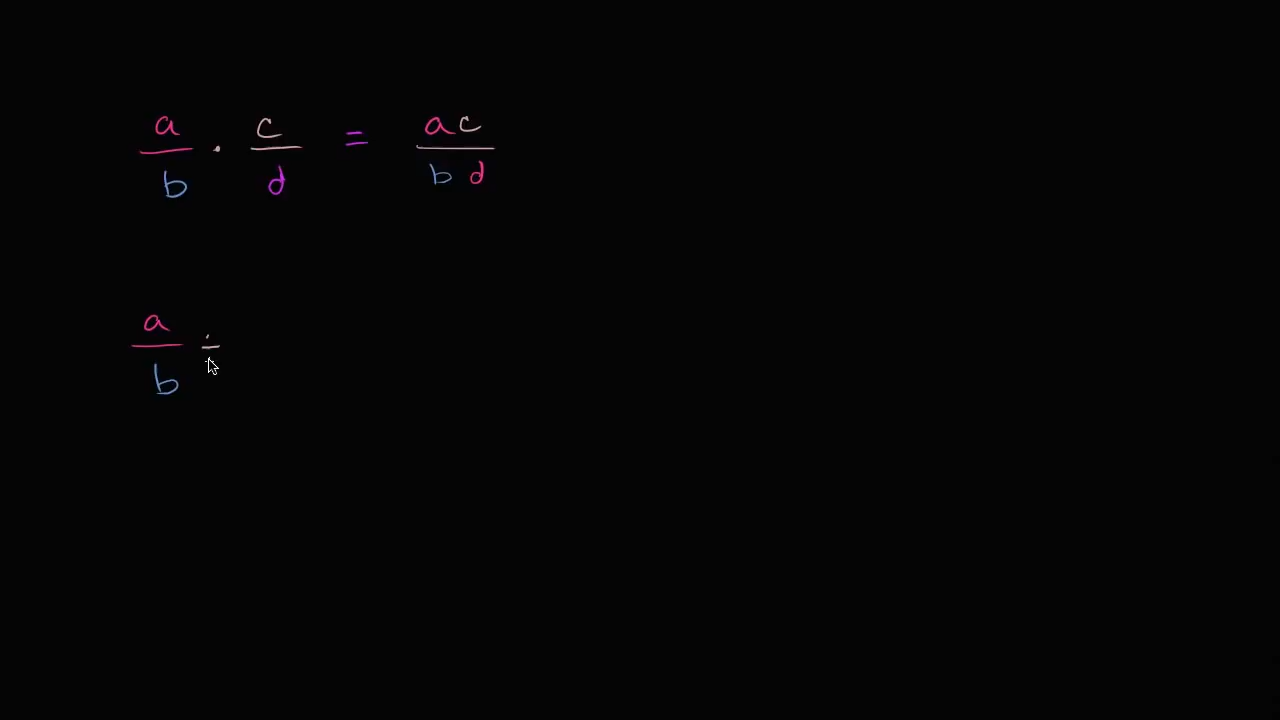 a/b · c/d = ac/bd
a/b ÷